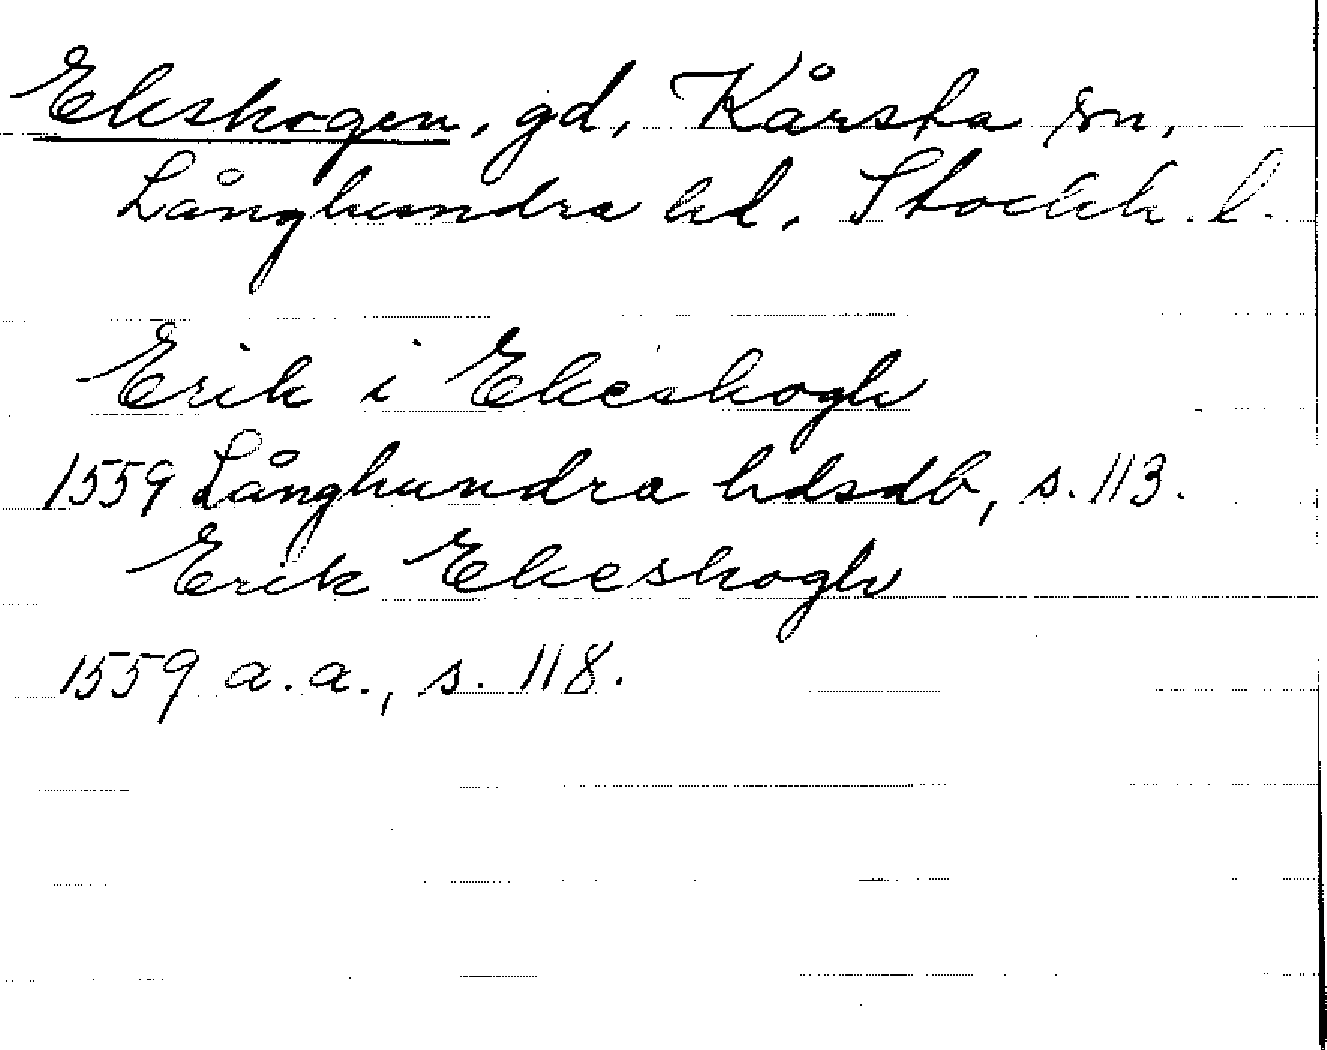 Ekskogen, gd, Kårsta sn,
Långhundra hd, Stockh. l.
Erik i Ekeskogh
1559 Långhundra hdsdb, s. 113.
Erik Ekeskogh
1559 a.a., s. 118.